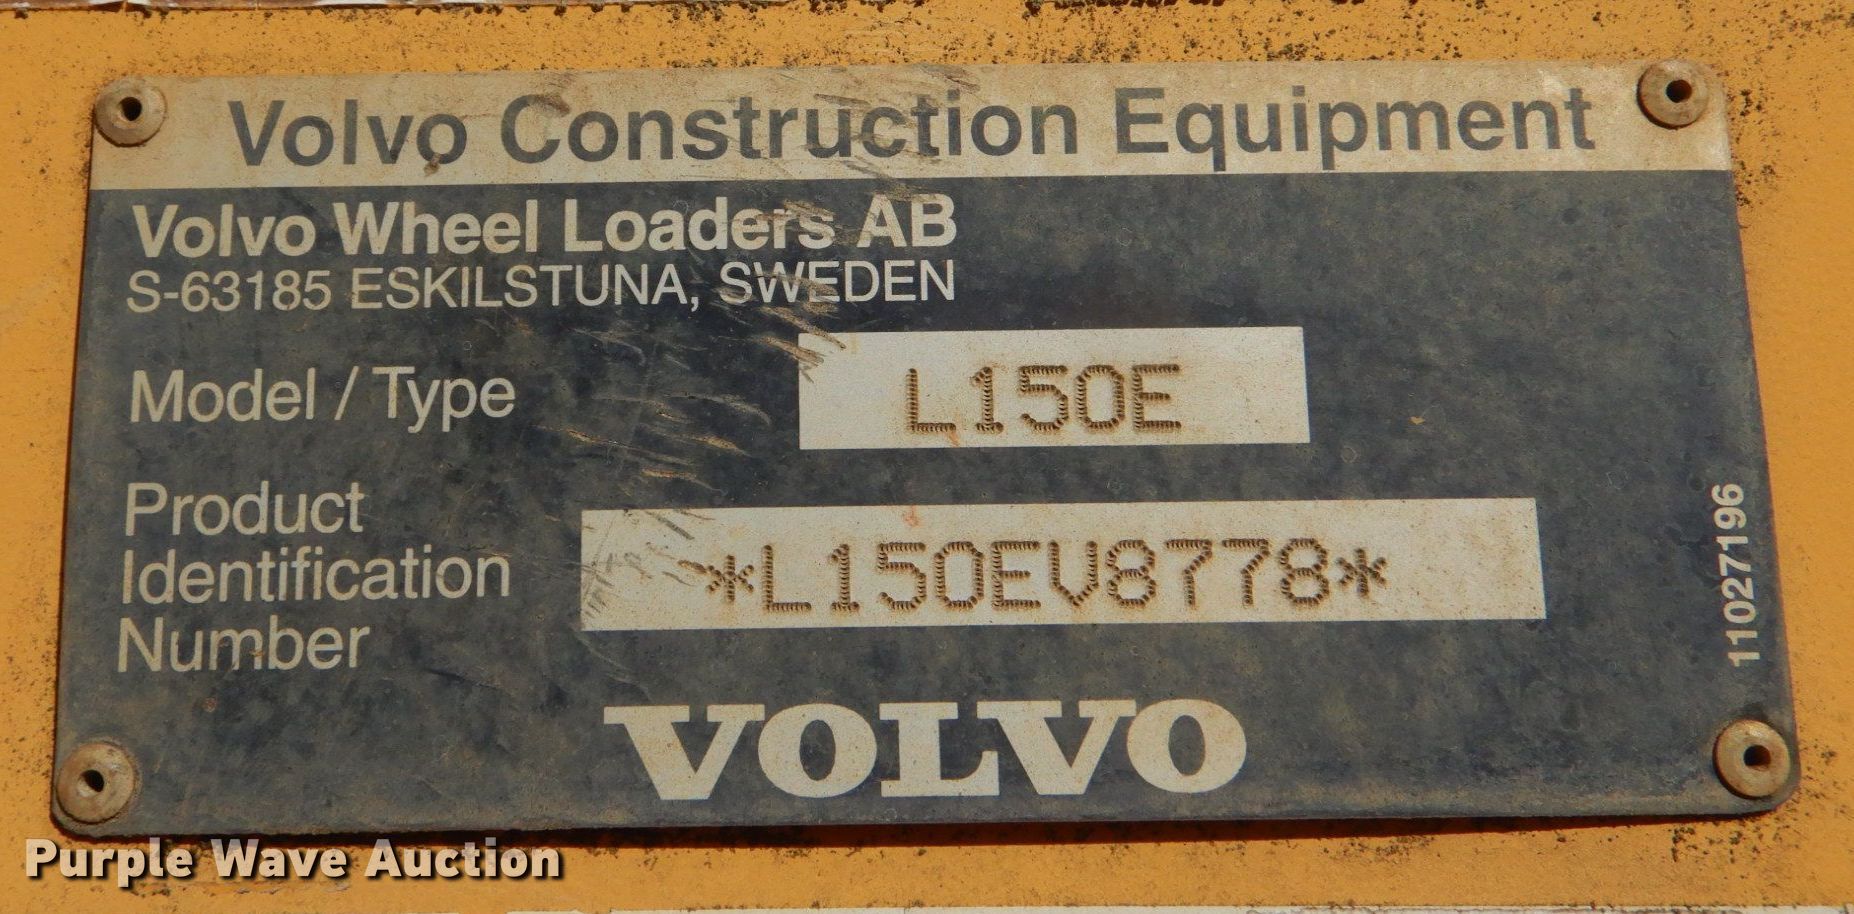 Volvo Construction Equipment
Volvo Wheel Loaders AB
S-63185 ESKILSTUNA, SWEDEN
Model / Type
L150E
Product
Identification
Number
*L150EV8778*
11027196
VOLVO
Purple Wave Auction